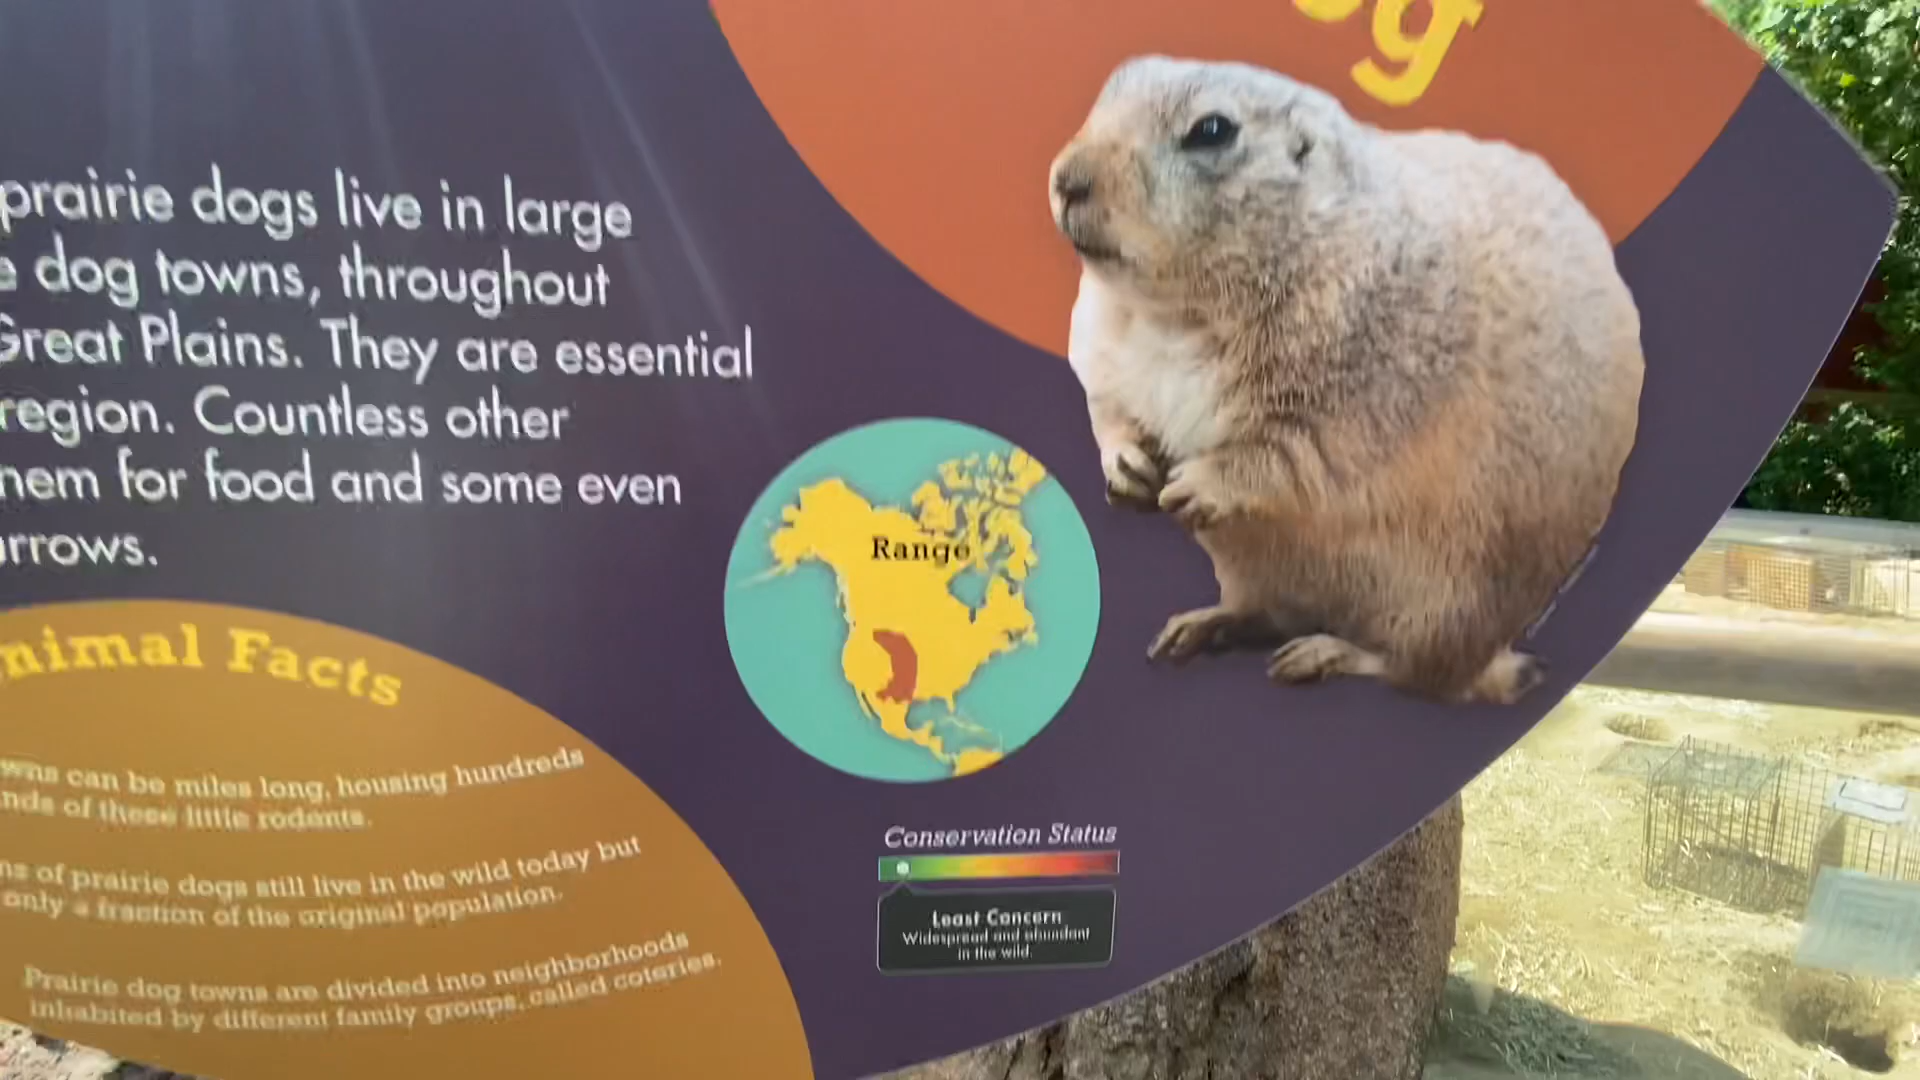 og
prairie dogs live in large
dog towns, throughout
Great Plains. They are essential
region. Countless other
hem for food and some even
rrows.
Range
nimal Facts
wns can be miles long, housing hundreds
nds of these little rodents.
ns of prairie dogs still live in the wild today but
only a fraction of the original population.
Prairie dog towns are divided into neighborhoods
inhabited by different family groups, called coteries.
Conservation Status
Least Concern
Widespread and abundant
in the wild.